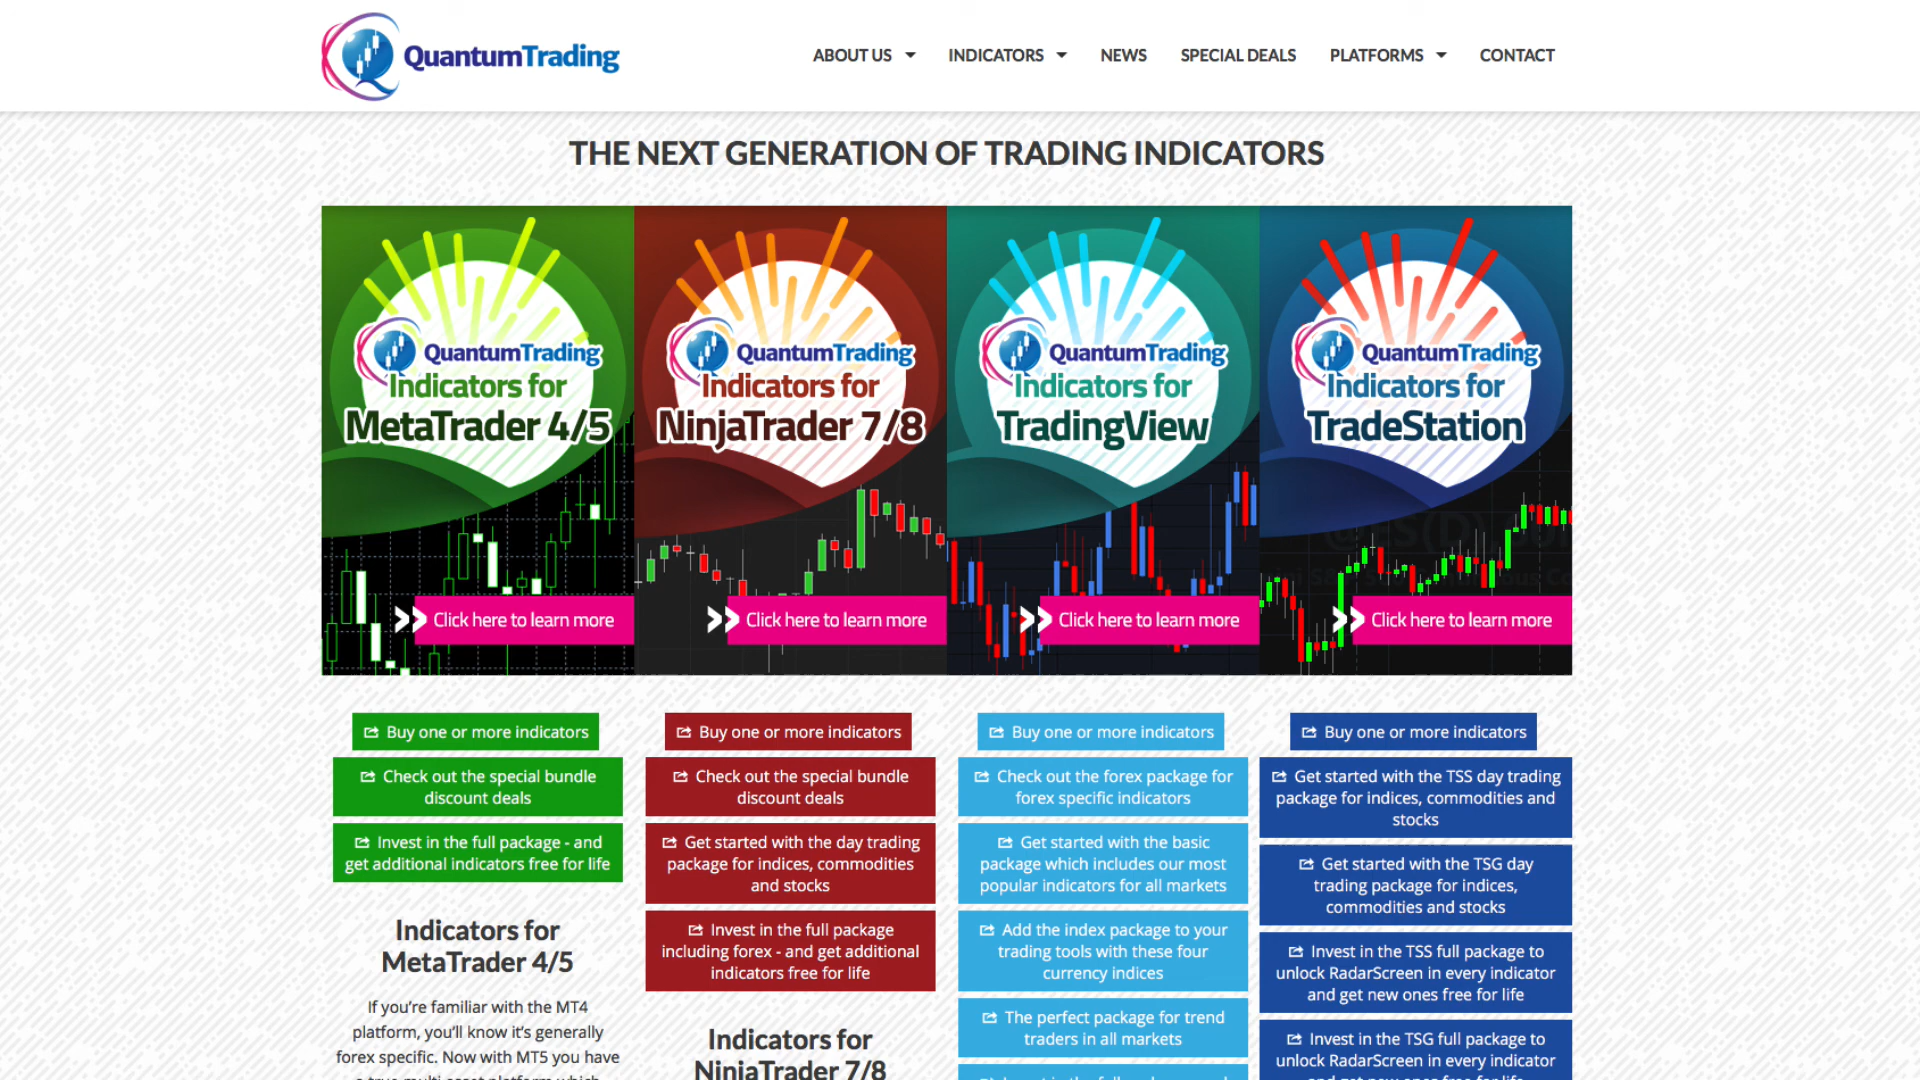 QuantumTrading
ABOUT US
INDICATORS
NEWS
SPECIAL DEALS
PLATFORMS
CONTACT
THE NEXT GENERATION OF TRADING INDICATORS
QuantumTrading
Indicators for
MetaTrader 4/5
Click here to learn more
QuantumTrading
Indicators for
NinjaTrader 7/8
Click here to learn more
QuantumTrading
Indicators for
TradingView
Click here to learn more
QuantumTrading
Indicators for
TradeStation
Click here to learn more
Buy one or more indicators
Check out the special bundle
discount deals
Invest in the full package - and
get additional indicators free for life
Indicators for
MetaTrader 4/5
If you’re familiar with the MT4
platform, you’ll know it’s generally
forex specific. Now with MT5 you have
Buy one or more indicators
Check out the special bundle
discount deals
Get started with the day trading
package for indices, commodities
and stocks
Invest in the full package
including forex - and get additional
indicators free for life
Indicators for
NinjaTrader 7/8
Buy one or more indicators
Check out the forex package for
forex specific indicators
Get started with the basic
package which includes our most
popular indicators for all markets
Add the index package to your
trading tools with these four
currency indices
The perfect package for trend
traders in all markets
Buy one or more indicators
Get started with the TSS day trading
package for indices, commodities and
stocks
Get started with the TSG day
trading package for indices,
commodities and stocks
Invest in the TSS full package to
unlock RadarScreen in every indicator
and get new ones free for life
Invest in the TSG full package to
unlock RadarScreen in every indicator